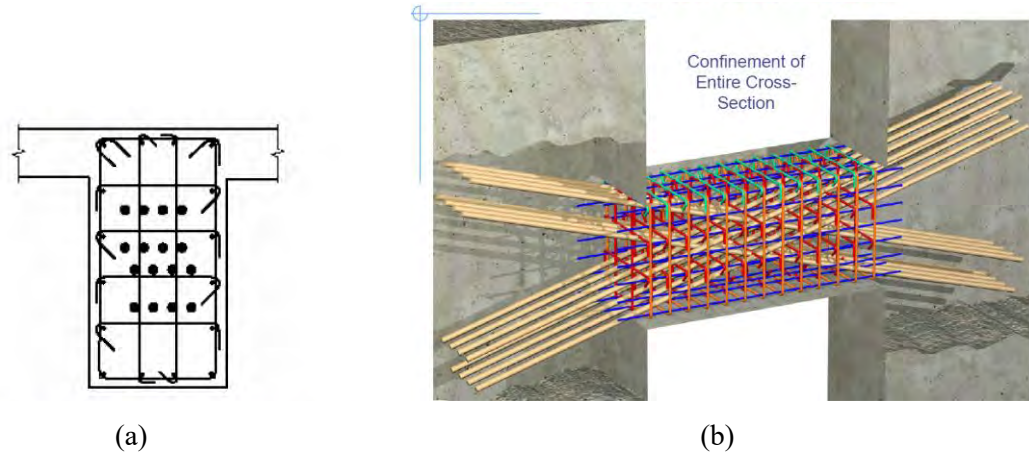 Confinement of
Entire Cross-
Section
(a)
(b)